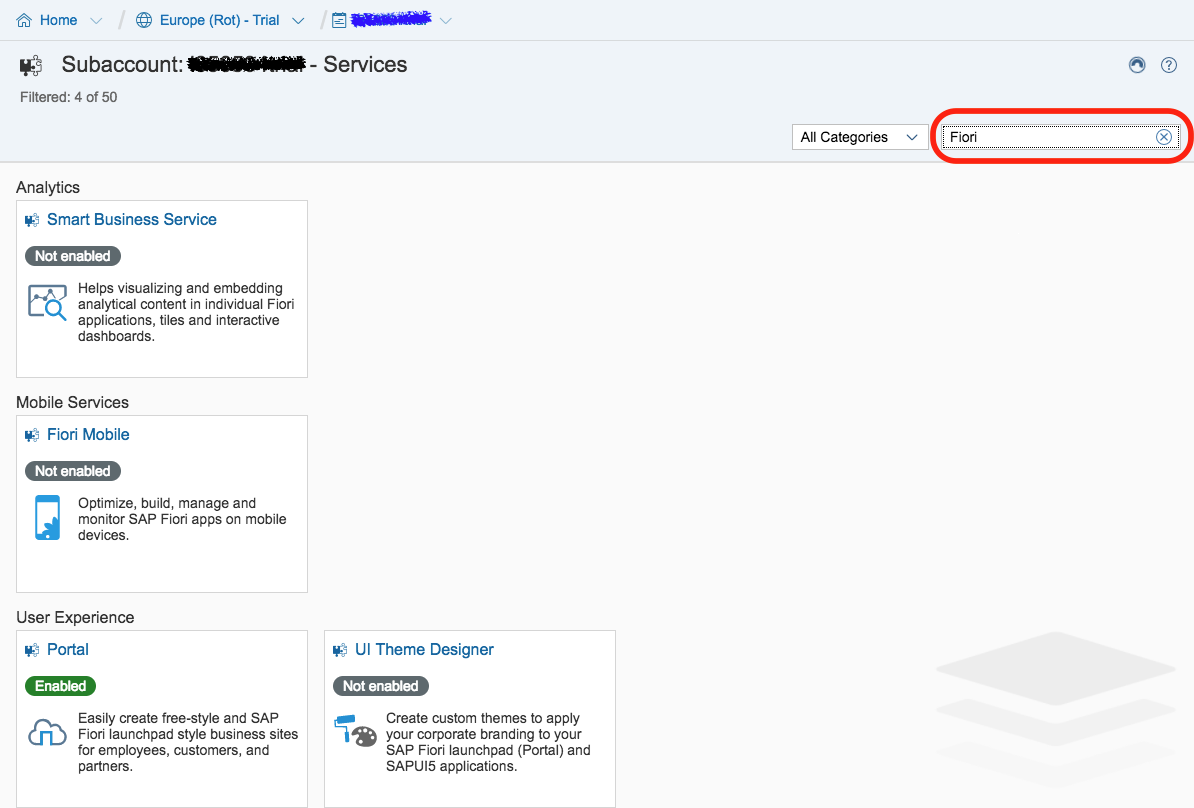 Home
Europe (Rot) - Trial
Subaccount: - Services
Filtered: 4 of 50
All Categories
Fiori
Analytics
Smart Business Service
Not enabled
Helps visualizing and embedding
analytical content in individual Fiori
applications, tiles and interactive
dashboards.
Mobile Services
Fiori Mobile
Not enabled
Optimize, build, manage and
monitor SAP Fiori apps on mobile
devices.
User Experience
Portal
Enabled
Easily create free-style and SAP
Fiori launchpad style business sites
for employees, customers, and
partners.
UI Theme Designer
Not enabled
Create custom themes to apply
your corporate branding to your
SAP Fiori launchpad (Portal) and
SAPUI5 applications.